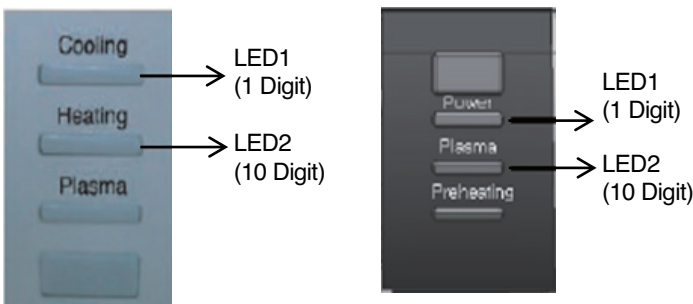 Cooling
LED1
(1 Digit)
Heating
LED2
(10 Digit)
Plasma
Power
LED1
(1 Digit)
Plasma
LED2
(10 Digit)
Preheating